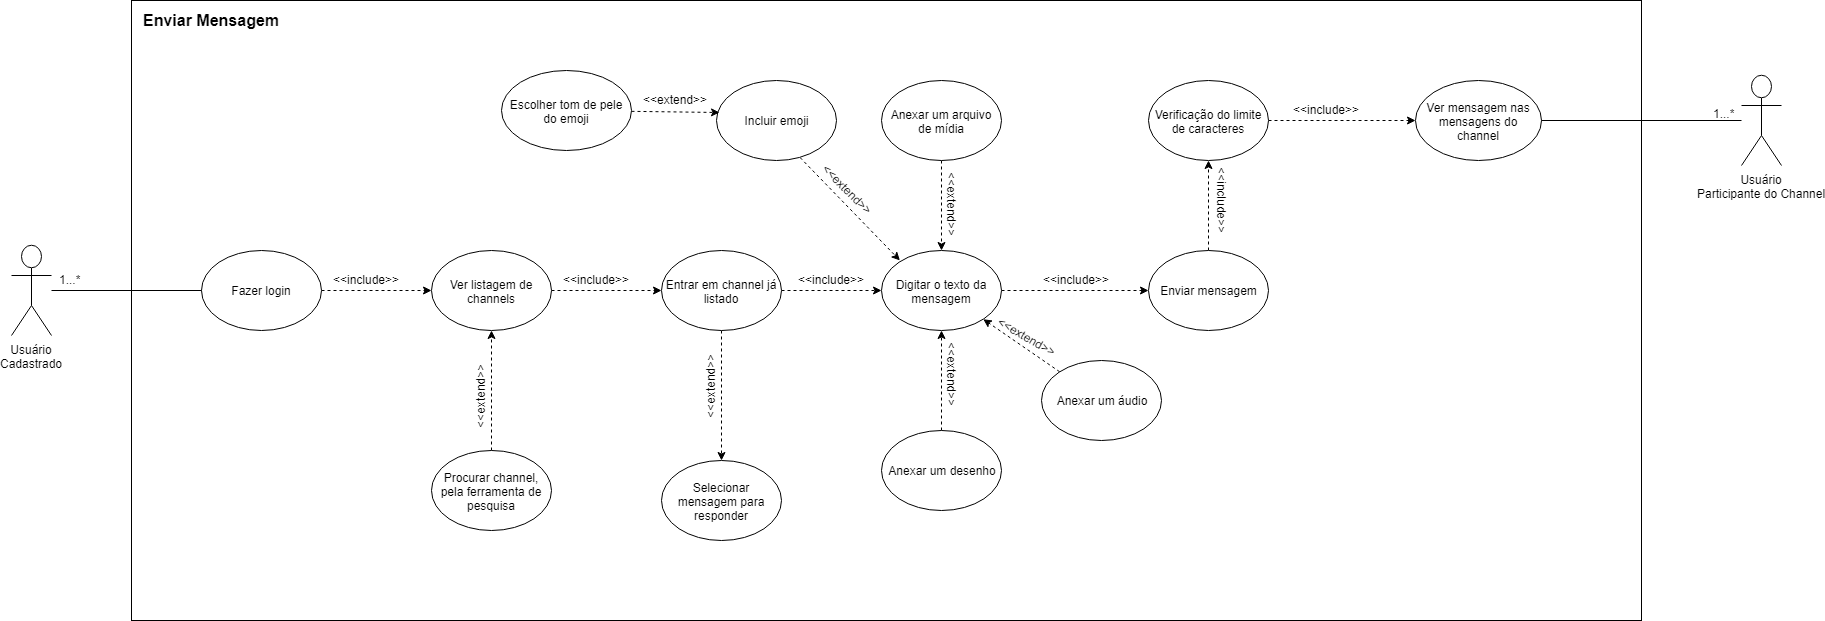 Enviar Mensagem
Escolher tom de pele
do emoji
<<extend>>
Incluir emoji
<<extend>>
Anexar um arquivo
de mídia
<<extend>>
Verificação do limite
de caracteres
<<include>>
Ver mensagem nas
mensagens do
channel
1...*
Usuário
Participante do Channel
<<include>>
1...*
Usuário
Cadastrado
Fazer login
<<include>>
Ver listagem de
channels
<<include>>
Entrar em channel já
listado
<<include>>
Digitar o texto da
mensagem
<<include>>
Enviar mensagem
<<extend>>
<<extend>>
<<extend>>
<<extend>>
Anexar um áudio
Procurar channel,
pela ferramenta de
pesquisa
Selecionar
mensagem para
responder
Anexar um desenho